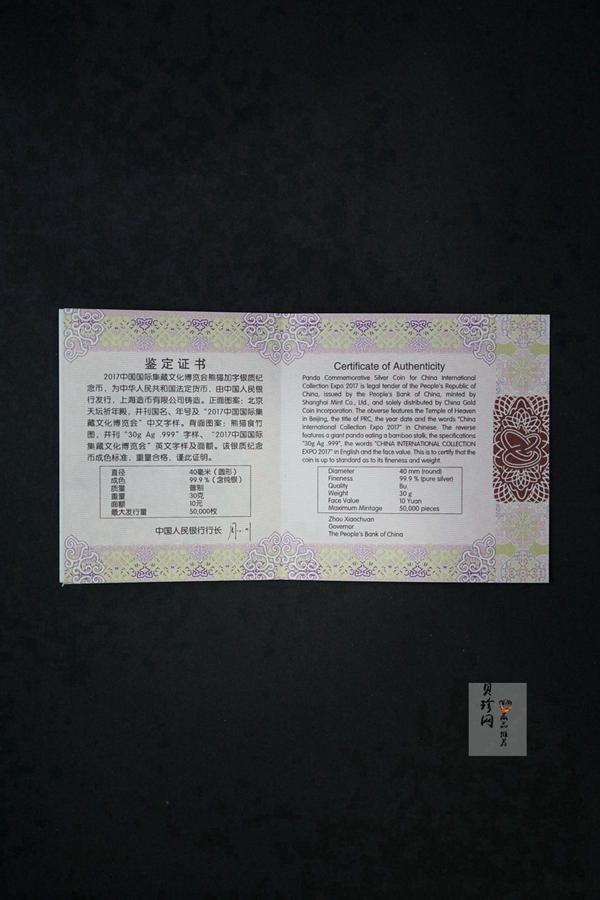 鉴定证书
2017中国国际集藏文化博览会熊猫加字银质纪
念币，为中华人民共和国法定货币，由中国人民银
行发行，上海造币有限公司铸造。正面图案：北京
天坛祈年殿，并刊国名、年号及“2017中国国际集
藏文化博览会”中文字样。背面图案：熊猫食竹
图，并刊“30g Ag .999”字样、“2017中国国际
集藏文化博览会”英文字样及面额。该银质纪念
币成色标准，重量合格，谨此证明。
直径 40毫米（圆形）
成色 99.9％（含纯银）
质量 普制
重量 30克
面额 10元
最大发行量 50,000枚
中国人民银行行长
Certificate of Authenticity
Panda Commemorative Silver Coin for China International
Collection Expo 2017 is legal tender of the People's Republic of
China, issued by the People's Bank of China, minted by
Shanghai Mint Co., Ltd., and solely distributed by China Gold
Coin Incorporation. The obverse features the Temple of Heaven
in Beijing, the title of PRC, the year date and the words "China
International Collection Expo 2017" in Chinese. The reverse
features a giant panda eating a bamboo stalk, the specifications
"30g Ag .999", the words "CHINA INTERNATIONAL COLLECTION
EXPO 2017" in English and the face value. This is to certify that the
coin is up to standard as to its fineness and weight.
Diameter 40 mm (round)
Fineness 99.9 % (pure silver)
Quality Bu.
Weight 30 g
Face Value 10 Yuan
Maximum Mintage 50,000 pieces
Zhou Xiaochuan
Governor
The People's Bank of China
贝珍网
藏品推荐